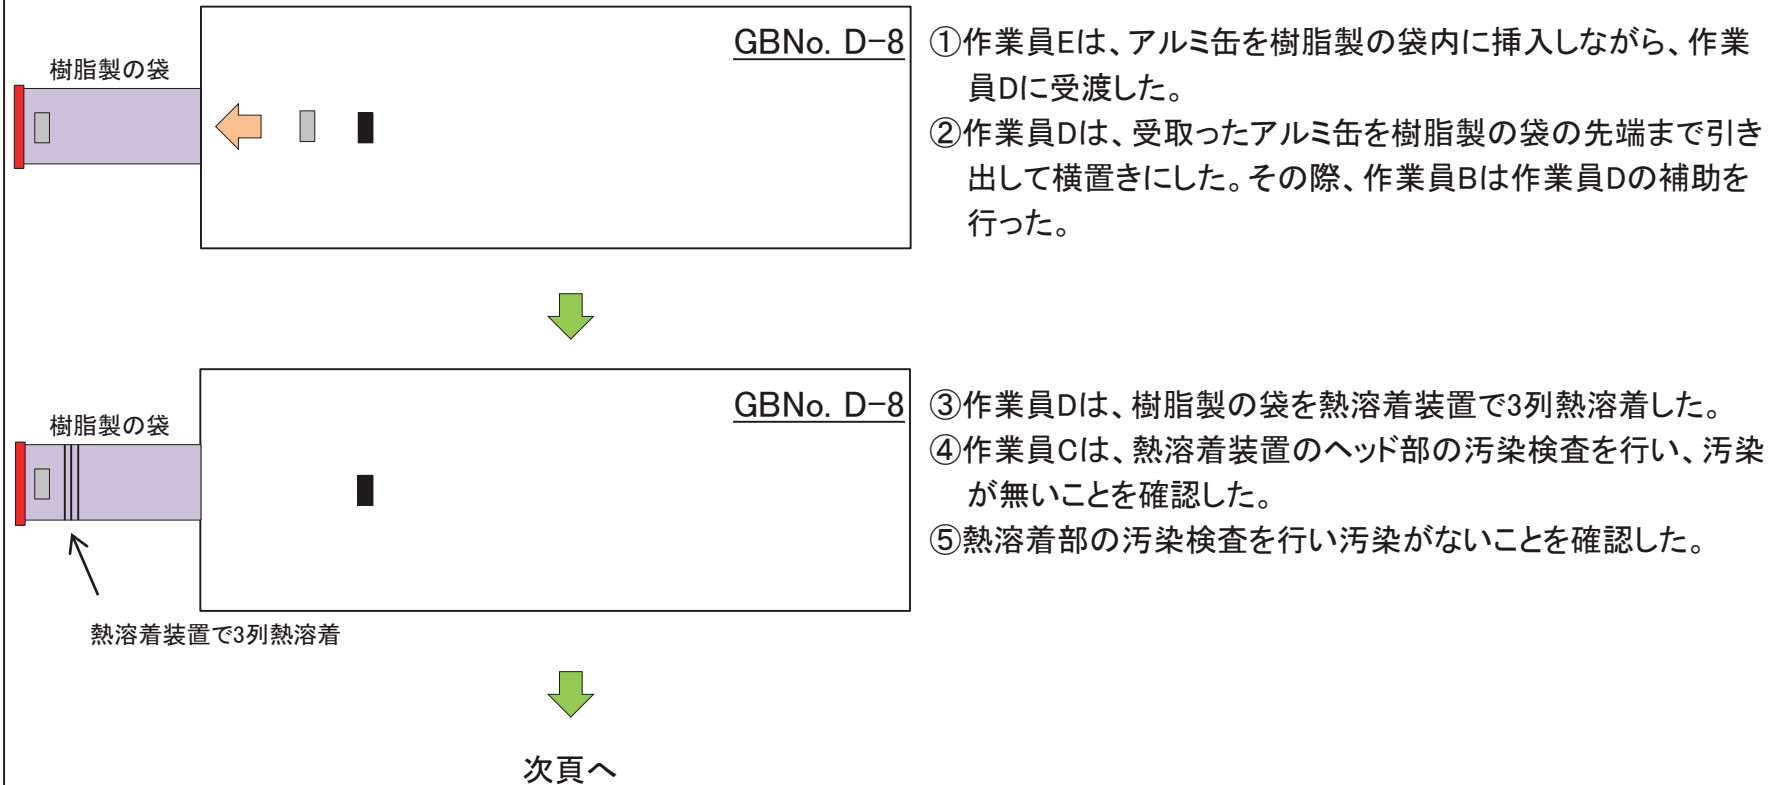 GBNo. D-8
樹脂製の袋
①作業員Eは、アルミ缶を樹脂製の袋内に挿入しながら、作業
員Dに受渡した。
②作業員Dは、受取ったアルミ缶を樹脂製の袋の先端まで引き
出して横置きにした。その際、作業員Bは作業員Dの補助を
行った。
GBNo. D-8
樹脂製の袋
熱溶着装置で3列熱溶着
③作業員Dは、樹脂製の袋を熱溶着装置で3列熱溶着した。
④作業員Cは、熱溶着装置のヘッド部の汚染検査を行い、汚染
が無いことを確認した。
⑤熱溶着部の汚染検査を行い汚染がないことを確認した。
次頁へ